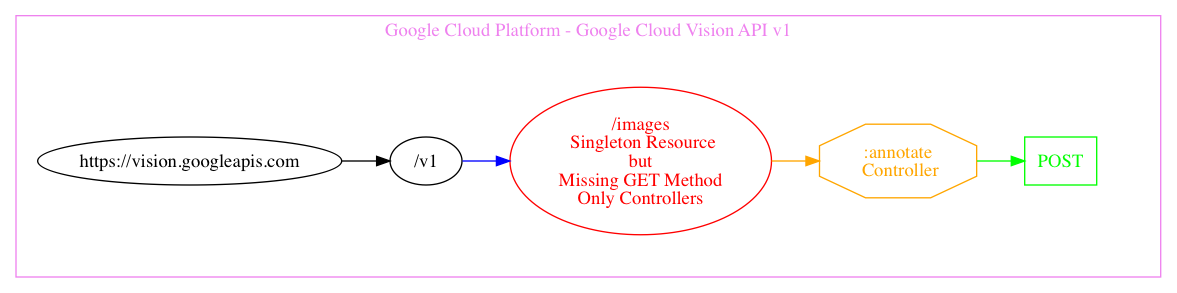 Google Cloud Platform - Google Cloud Vision API v1
https://vision.googleapis.com
/v1
/images
Singleton Resource
but
Missing GET Method
Only Controllers
:annotate
Controller
POST